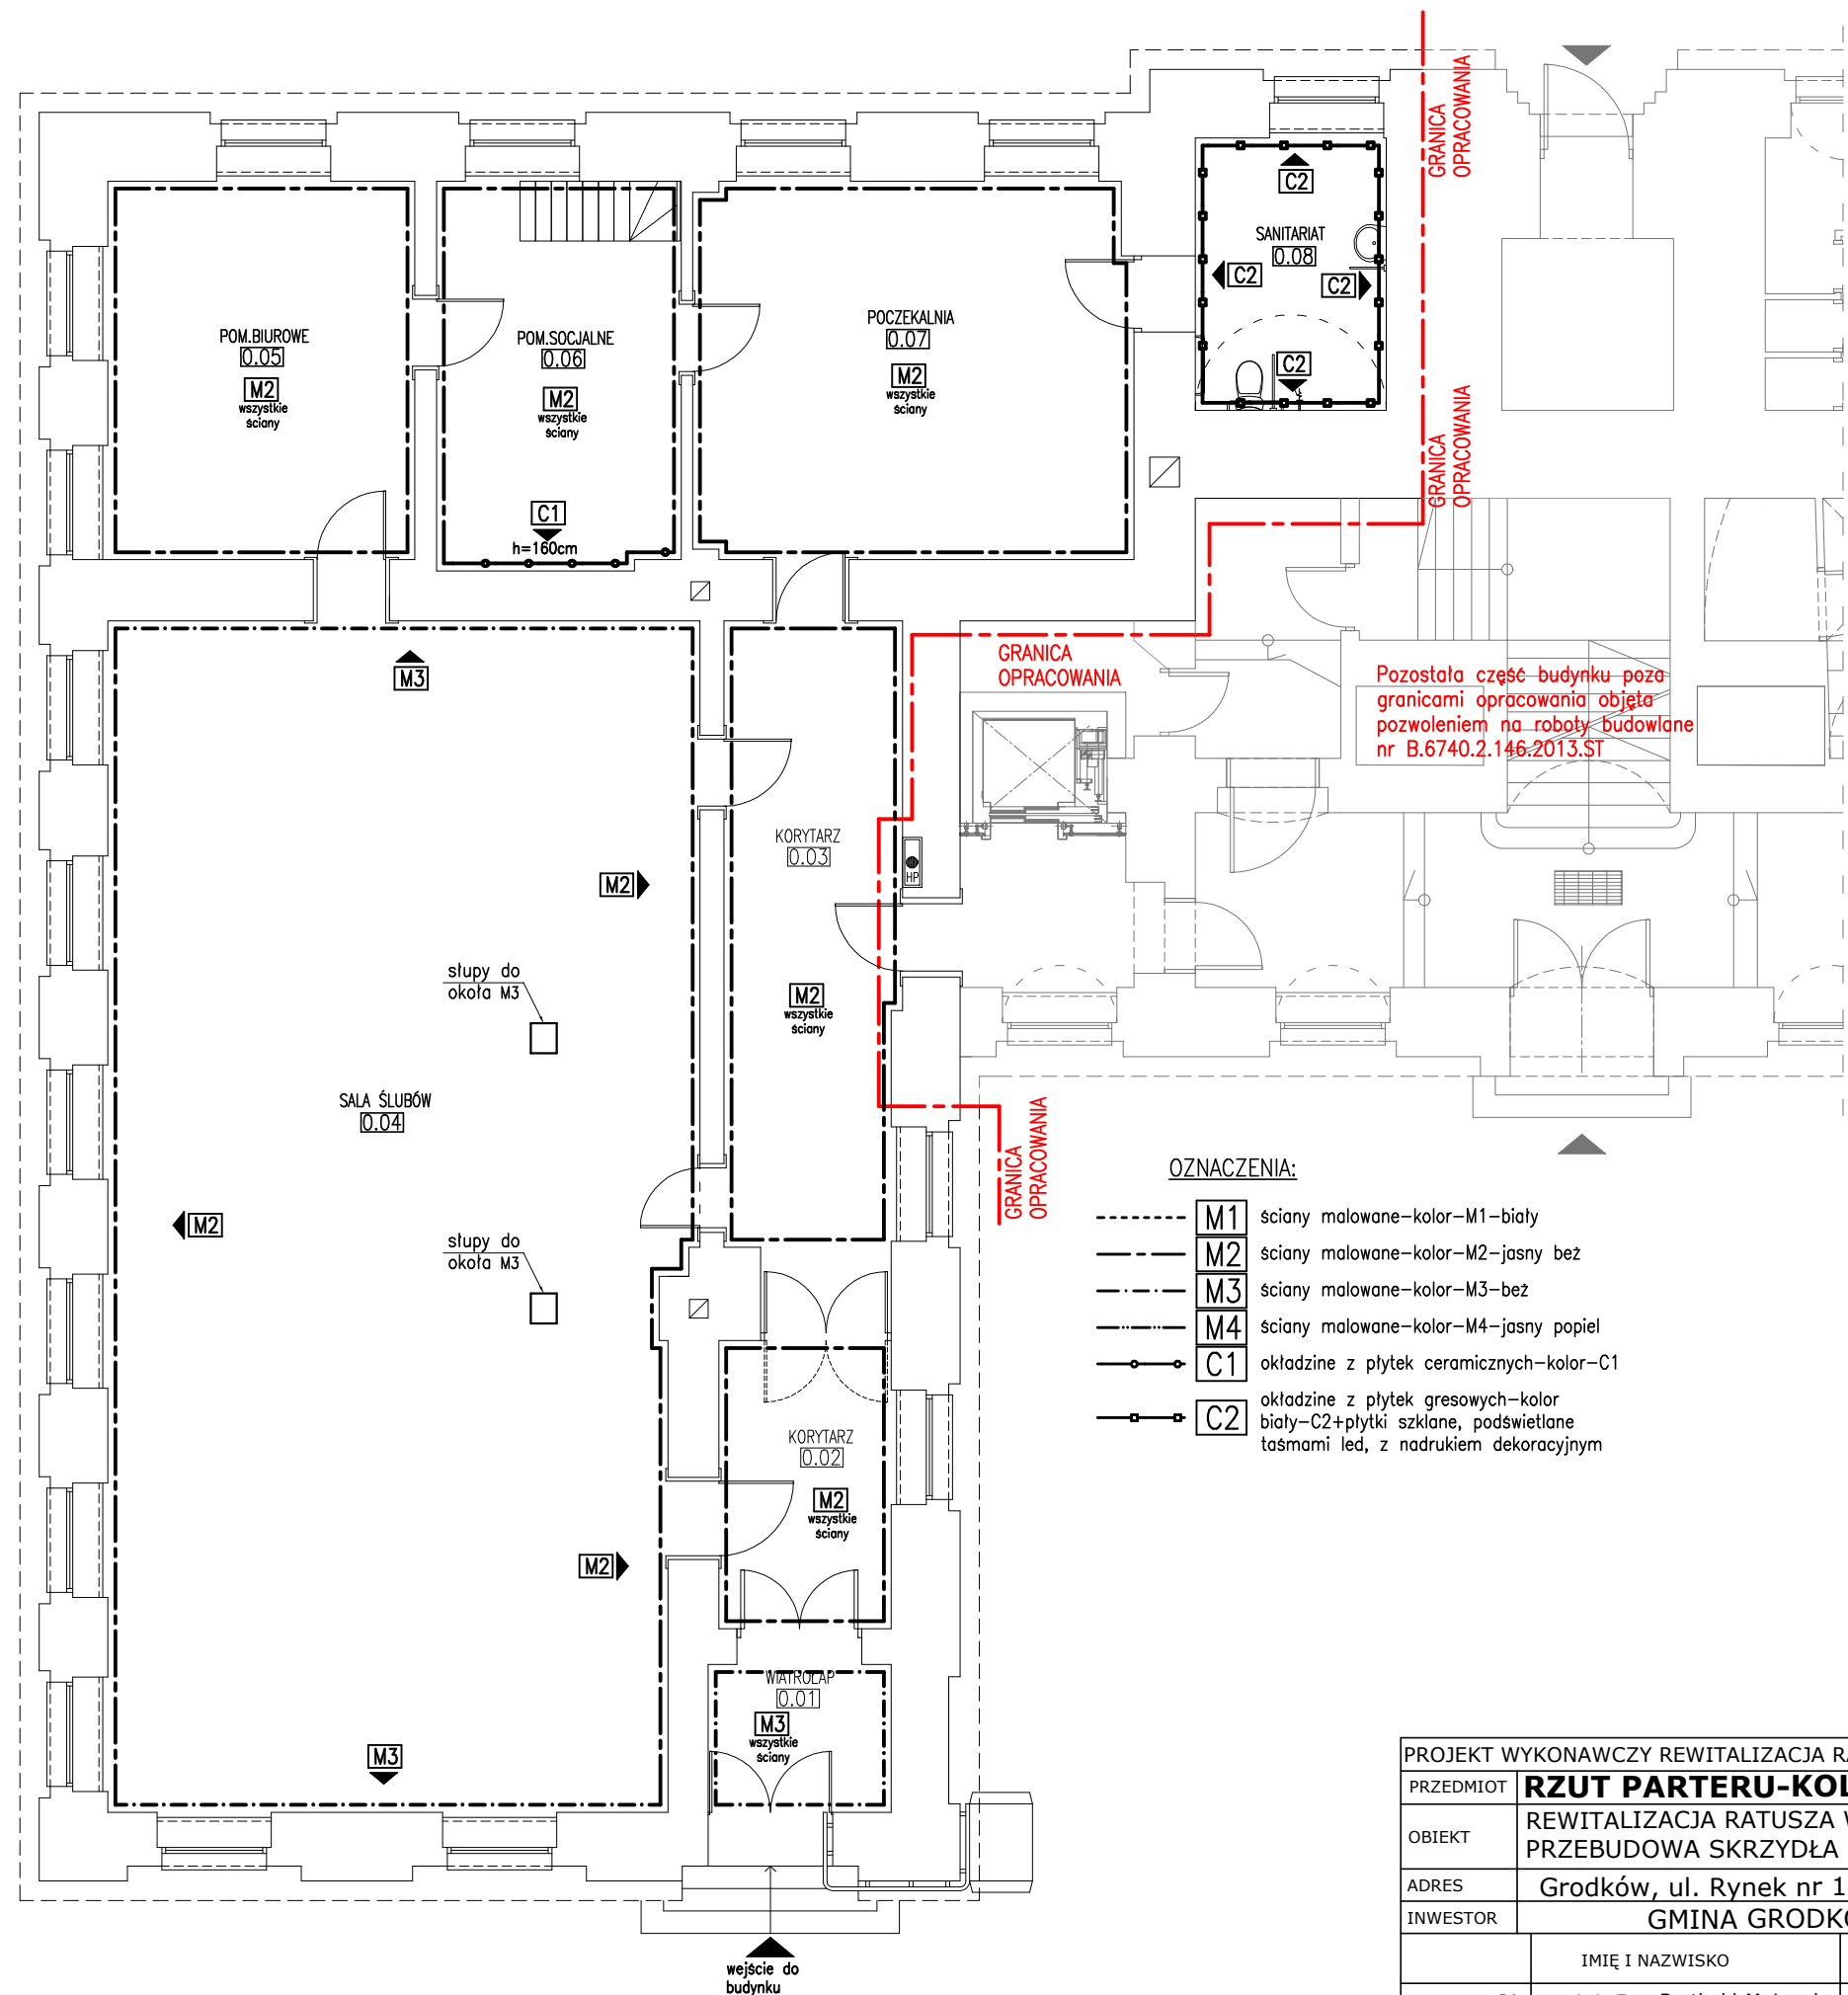 GRANICA
OPRACOWANIA
C2
SANITARIAT
0.08
C2
C2
C2
POM.BIUROWE
0.05
M2
wszystkie
ściany
POM.SOCJALNE
0.06
M2
wszystkie
ściany
C1
h=160cm
POCZEKALNIA
0.07
M2
wszystkie
ściany
GRANICA
OPRACOWANIA
GRANICA
OPRACOWANIA
Pozostała część budynku poza
granicami opracowania objęta
pozwoleniem na roboty budowlane
nr B.6740.2.146.2013.ST
M3
KORYTARZ
0.03
HP
M2
słupy do
okoła M3
M2
wszystkie
ściany
SALA ŚLUBÓW
0.04
GRANICA
OPRACOWANIA
M2
słupy do
okoła M3
OZNACZENIA:
M1 ściany malowane-kolor-M1-biały
M2 ściany malowane-kolor-M2-jasny beż
M3 ściany malowane-kolor-M3-beż
M4 ściany malowane-kolor-M4-jasny popiel
C1 okładzine z płytek ceramicznych-kolor-C1
C2 okładzine z płytek gresowych-kolor
biały-C2+płytki szklane, podświetlane
taśmami led, z nadrukiem dekoracyjnym
KORYTARZ
0.02
M2
wszystkie
ściany
M2
WIATROŁAP
0.01
M3
wszystkie
ściany
M3
wejście do
budynku
PROJEKT WYKONAWCZY REWITALIZACJA RA
PRZEDMIOT RZUT PARTERU-KOL
OBIEKT REWITALIZACJA RATUSZA W
PRZEBUDOWA SKRZYDŁA
ADRES Grodków, ul. Rynek nr 1
INWESTOR GMINA GRODKO
IMIĘ I NAZWISKO